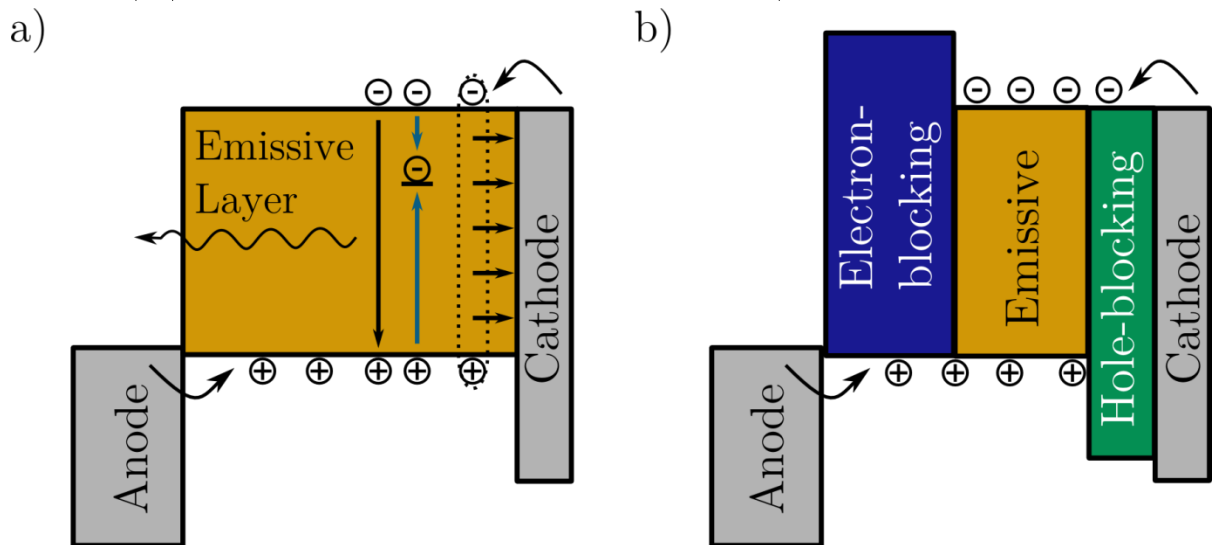 a)
Emissive
Layer
Anode
Cathode
b)
Electron-
blocking
Emissive
Hole-blocking
Cathode
Anode